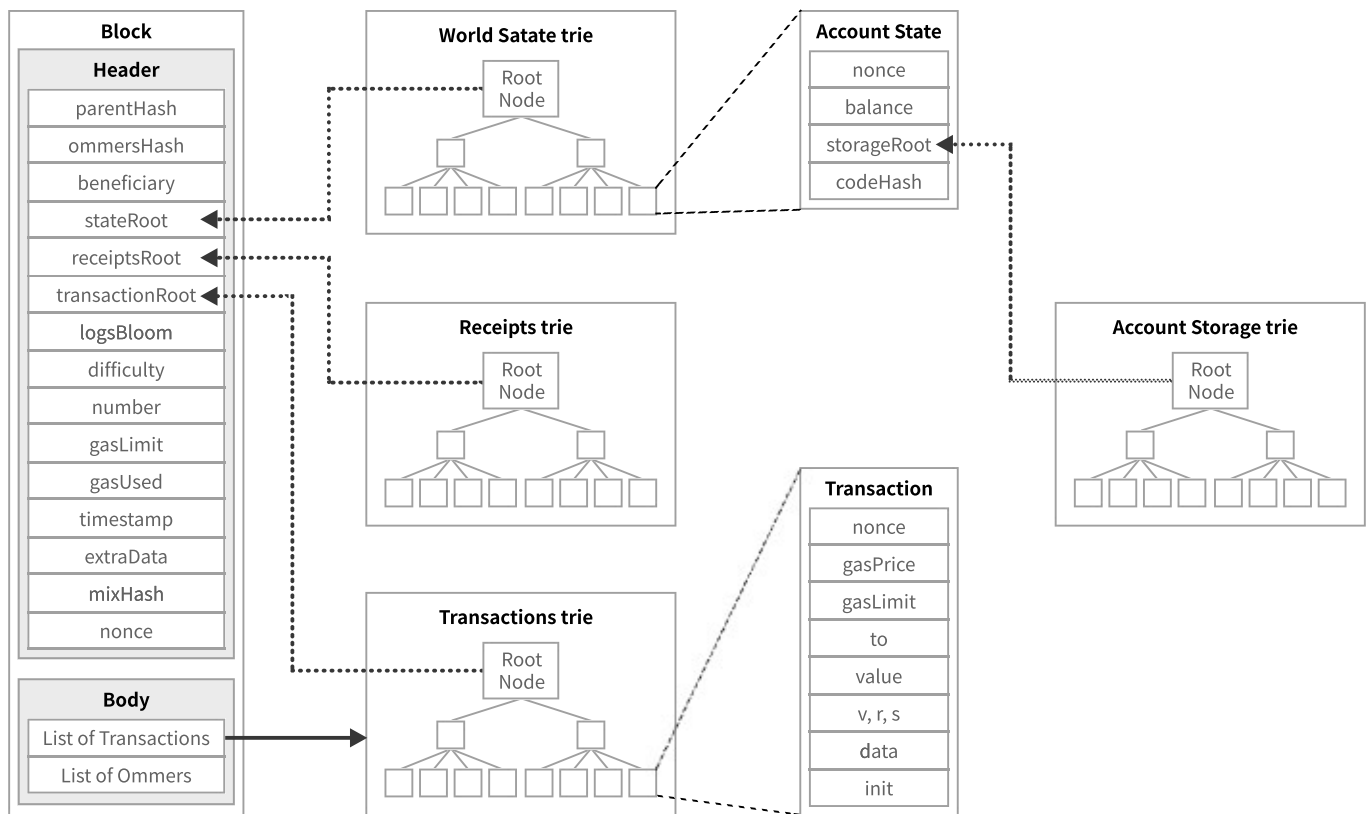 Block
Header
parentHash
ommersHash
beneficiary
stateRoot
receiptsRoot
transactionRoot
logsBloom
difficulty
number
gasLimit
gasUsed
timestamp
extraData
mixHash
nonce
Body
List of Transactions
List of Ommers
World Satate trie
Root
Node
Receipts trie
Root
Node
Transactions trie
Root
Node
Account State
nonce
balance
storageRoot
codeHash
Transaction
nonce
gasPrice
gasLimit
to
value
v, r, s
data
init
Account Storage trie
Root
Node